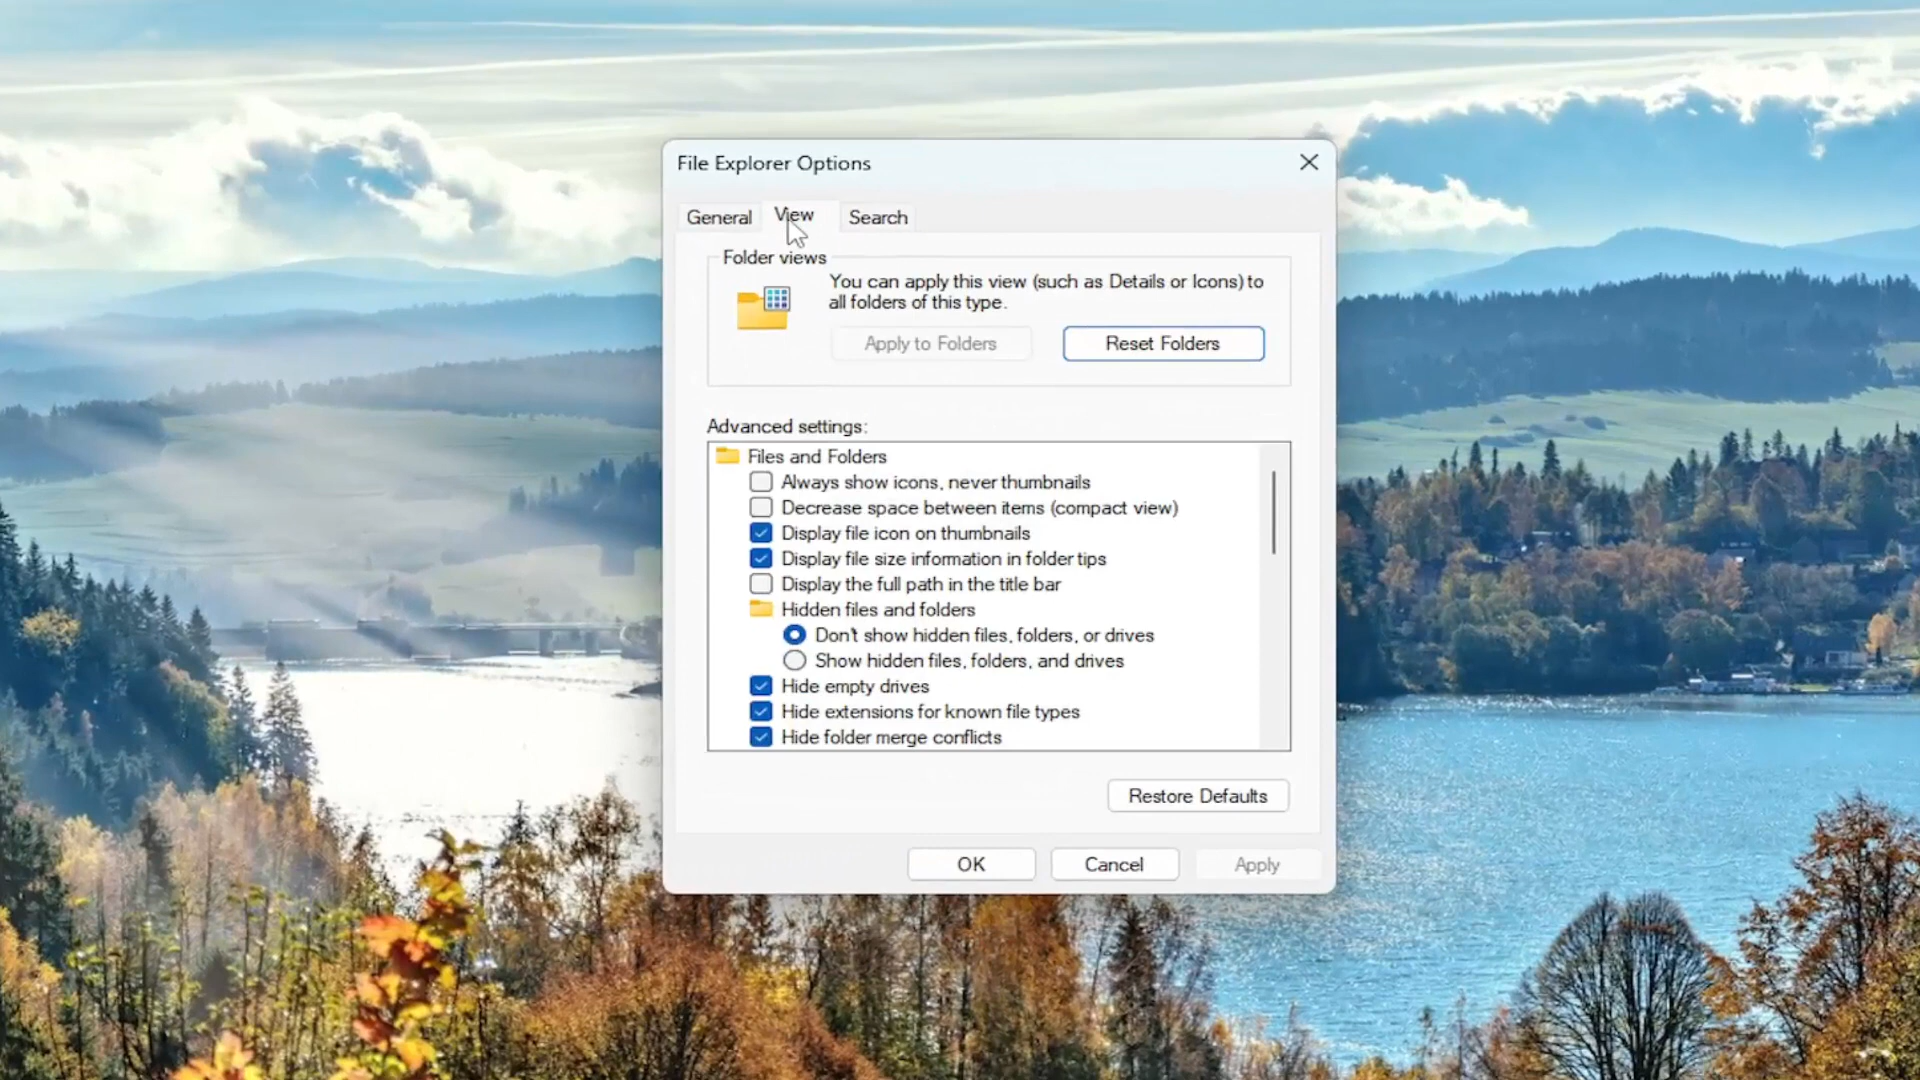 File Explorer Options
General
View
Search
Folder views
You can apply this view (such as Details or Icons) to
all folders of this type.
Apply to Folders
Reset Folders
Advanced settings:
Files and Folders
Always show icons, never thumbnails
Decrease space between items (compact view)
Display file icon on thumbnails
Display file size information in folder tips
Display the full path in the title bar
Hidden files and folders
Don't show hidden files, folders, or drives
Show hidden files, folders, and drives
Hide empty drives
Hide extensions for known file types
Hide folder merge conflicts
Restore Defaults
OK
Cancel
Apply